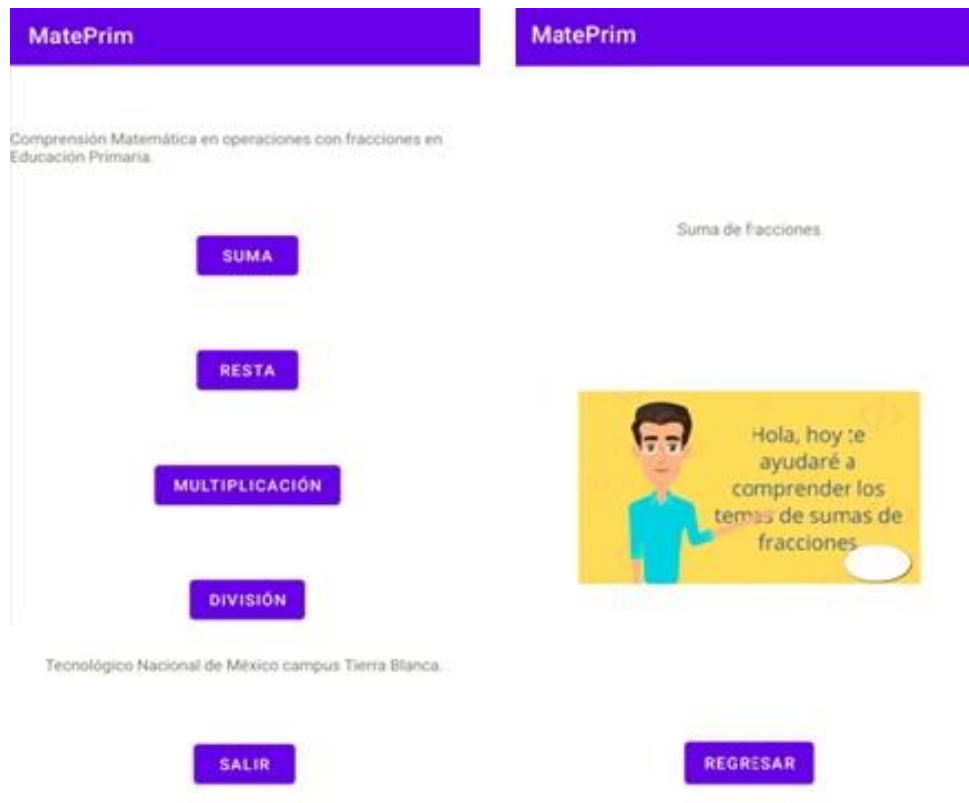 MatePrim
Comprensión Matemática en operaciones con fracciones en
Educación Primaria.
SUMA
RESTA
MULTIPLICACIÓN
DIVISIÓN
Tecnológico Nacional de México campus Tierra Blanca.
SALIR
MatePrim
Suma de fracciones
Hola, hoy te
ayudaré a
comprender los
temas de sumas de
fracciones
REGRESAR